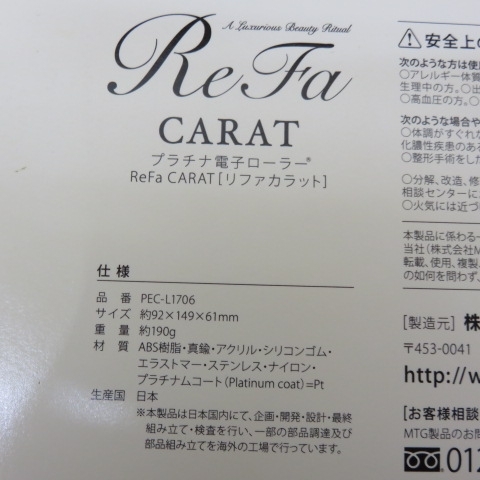 A Luxurious Beauty Ritual
ReFa
CARAT
プラチナ電子ローラー®
ReFa CARAT[リファカラット]
仕様
品番 PEC-L1706
サイズ 約92×149×61mm
重量 約190g
材質 ABS樹脂・真鍮・アクリル・シリコンゴム・
エラストマー・ステンレス・ナイロン・
プラチナムコート(Platinum coat)=Pt
生産国 日本
※本製品は日本国内にて、企画・開発・設計・最終
組み立て・検査を行い、一部の部品調達及び
部品組み立てを海外の工場で行っています。
安全上の
次のような方は使
○アレルギー体質
生理中の方。○出
○高血圧の方。○
次のような場合や
○体調がすぐれ
化膿性疾患のあ
○整形手術をした
○分解、改造、修
相談センターに
○火気には近づ
本製品に係わる一
当社(株式会社M
転載、使用、複製、
の如何を問わず、
[製造元] 株
〒453-0041
http://w
[お客様相談
MTG製品のお問
012